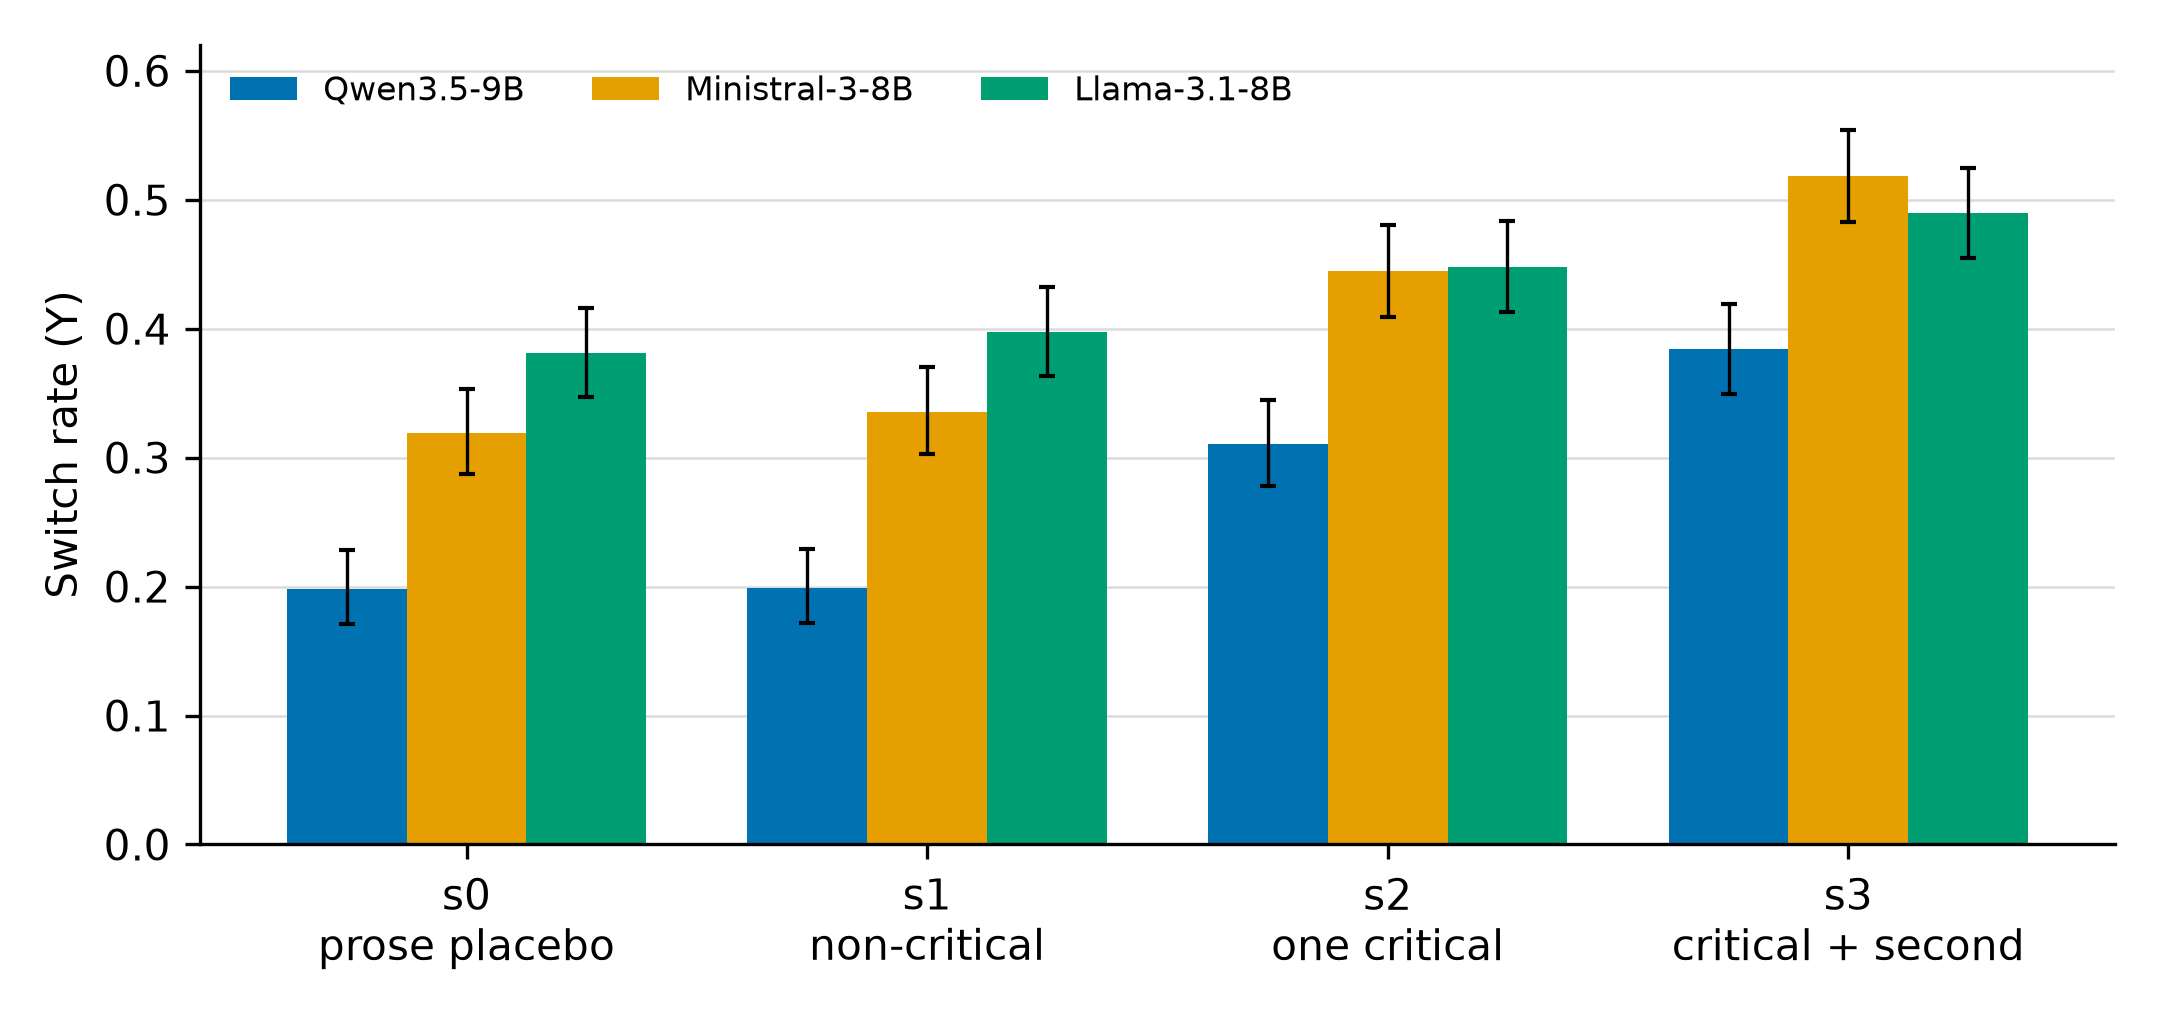 Qwen3.5-9B Ministral-3-8B Llama-3.1-8B
Switch rate (Y)
0.6
0.5
0.4
0.3
0.2
0.1
0.0
s0 s1 s2 s3
prose placebo non-critical one critical critical + second